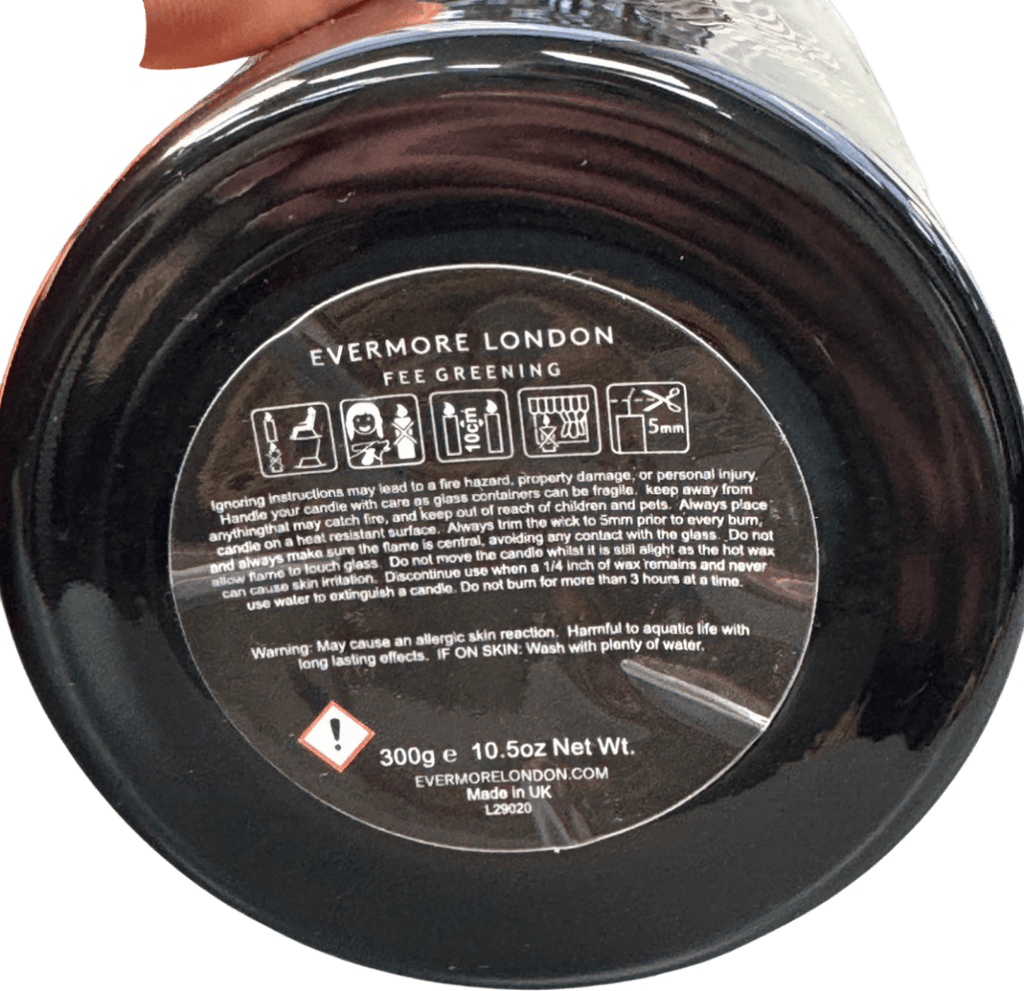 EVERMORE LONDON
FEE GREENING
10cm
5mm
Ignoring instructions may lead to a fire hazard, property damage, or personal injury.
Handle your candle with care as glass containers can be fragile. keep away from
anythingthat may catch fire, and keep out of reach of children and pets. Always place
candle on a heat resistant surface. Always trim the wick to 5mm prior to every burn,
and always make sure the flame is central, avoiding any contact with the glass. Do not
allow flame to touch glass. Do not move the candle whilst it is still alight as the hot wax
can cause skin irritation. Discontinue use when a 1/4 inch of wax remains and never
use water to extinguish a candle. Do not burn for more than 3 hours at a time.
Warning: May cause an allergic skin reaction. Harmful to aquatic life with
long lasting effects. IF ON SKIN: Wash with plenty of water.
300g e 10.5oz Net Wt.
EVERMORELONDON.COM
Made in UK
L29020